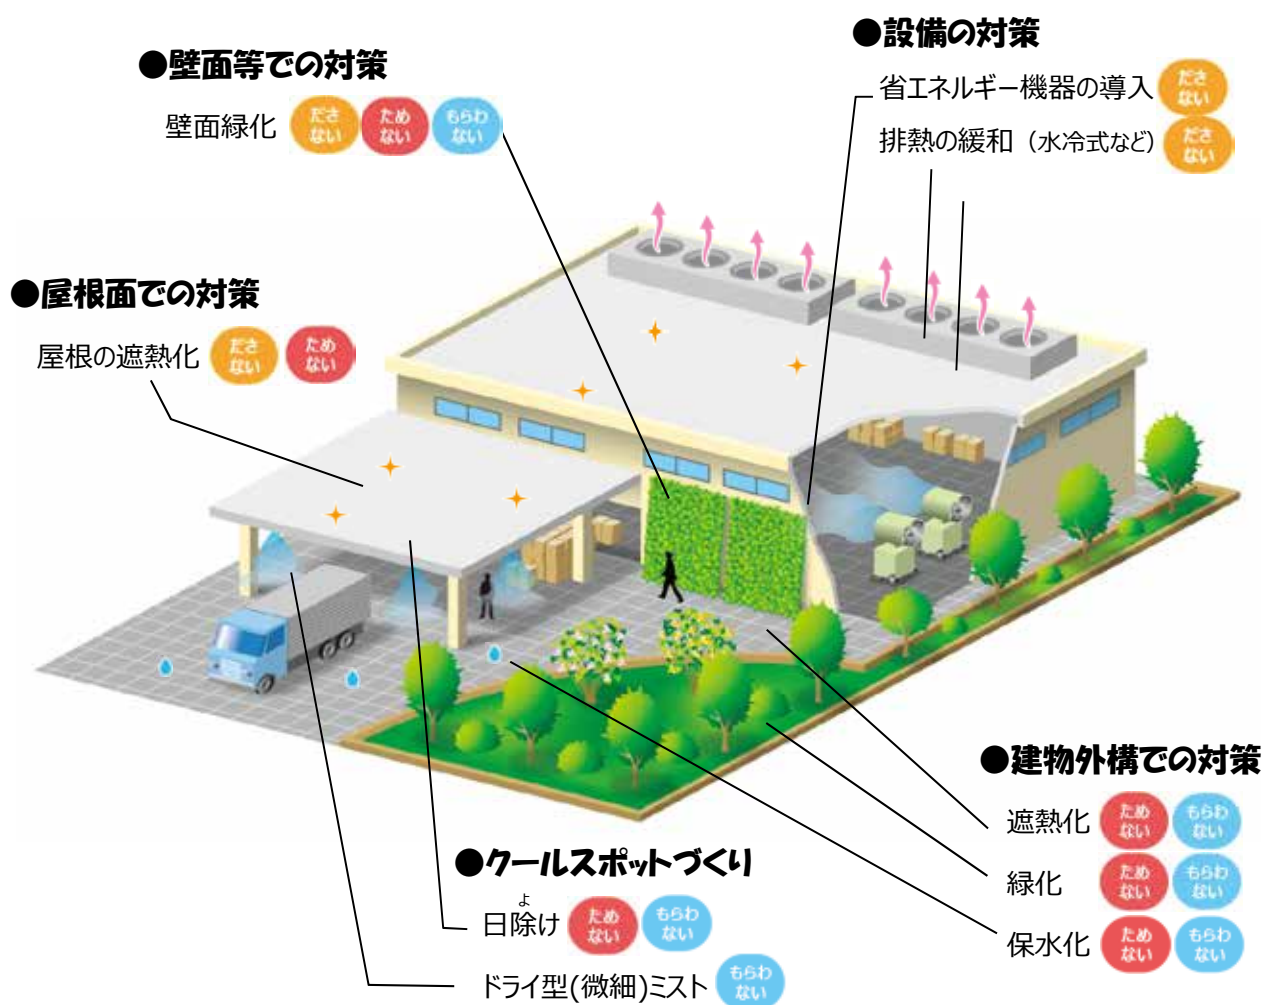 ●壁面等での対策
壁面緑化 ださない ためない もらわない
●設備の対策
省エネルギー機器の導入 ださない
排熱の緩和（水冷式など） ださない
●屋根面での対策
屋根の遮熱化 ださない ためない
●クールスポットづくり
よ
日除け ためない もらわない
ドライ型(微細)ミスト もらわない
●建物外構での対策
遮熱化 ためない もらわない
緑化 ためない もらわない
保水化 ためない もらわない